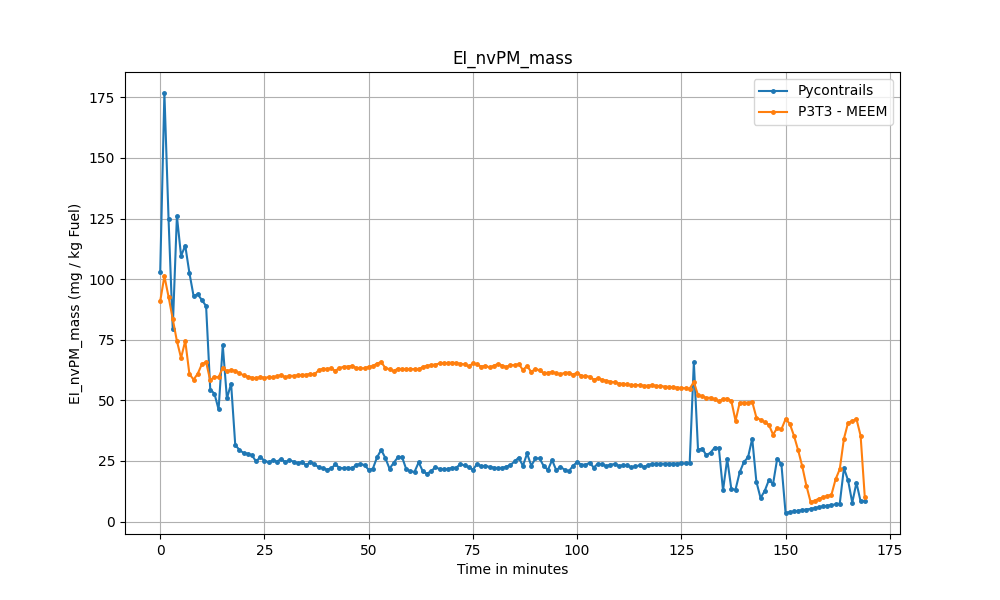 EI_nvPM_mass
Pycontrails
P3T3 - MEEM
EI_nvPM_mass (mg / kg Fuel)
175
150
125
100
75
50
25
0
0 25 50 75 100 125 150 175
Time in minutes